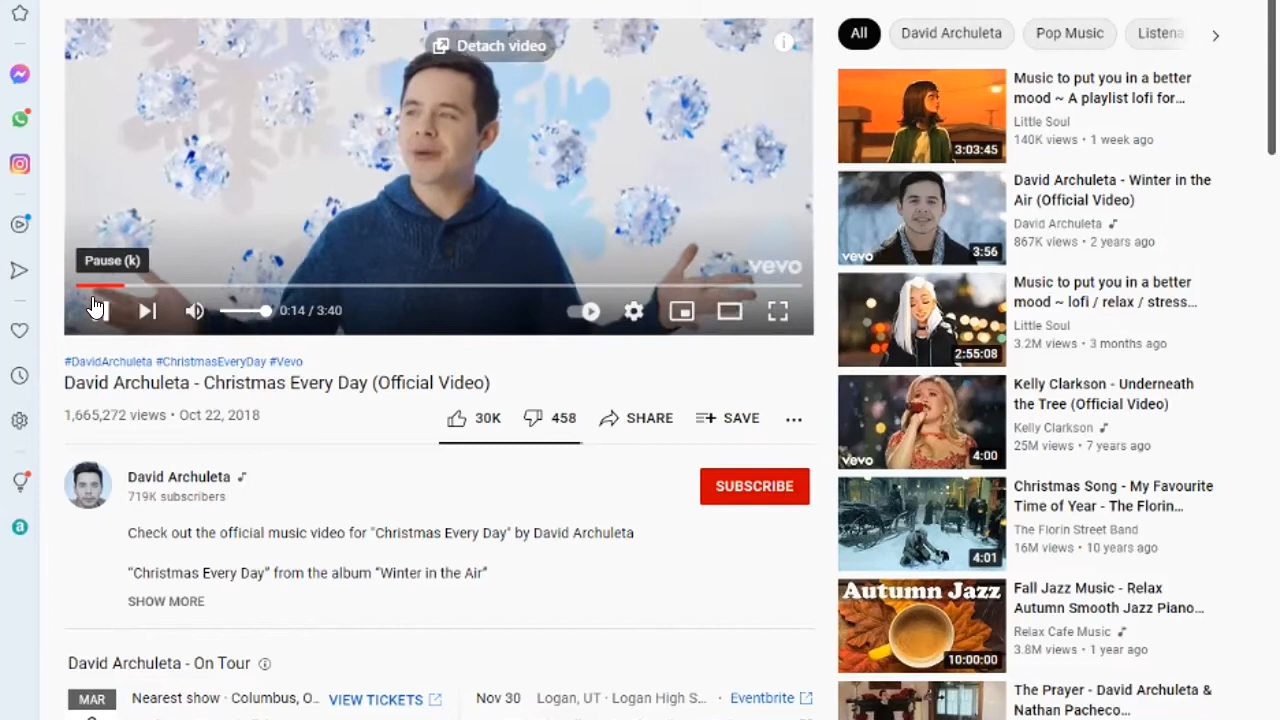 Detach video
Pause (k)
vevo
0:14 / 3:40
#DavidArchuleta #ChristmasEveryDay #Vevo
David Archuleta - Christmas Every Day (Official Video)
1,665,272 views • Oct 22, 2018
30K
458
SHARE
SAVE
David Archuleta
719K subscribers
SUBSCRIBE
Check out the official music video for "Christmas Every Day" by David Archuleta
“Christmas Every Day” from the album “Winter in the Air”
SHOW MORE
David Archuleta - On Tour
MAR
Nearest show · Columbus, O...
VIEW TICKETS
Nov 30 Logan, UT · Logan High S... · Eventbrite
All
David Archuleta
Pop Music
Listena
Music to put you in a better
mood ~ A playlist lofi for...
Little Soul
140K views • 1 week ago
3:03:45
David Archuleta - Winter in the
Air (Official Video)
David Archuleta
867K views • 2 years ago
vevo
3:56
Music to put you in a better
mood ~ lofi / relax / stress...
Little Soul
3.2M views • 3 months ago
2:55:08
Kelly Clarkson - Underneath
the Tree (Official Video)
Kelly Clarkson
25M views • 7 years ago
vevo
4:00
Christmas Song - My Favourite
Time of Year - The Florin...
The Florin Street Band
16M views • 10 years ago
4:01
Autumn Jazz
Fall Jazz Music - Relax
Autumn Smooth Jazz Piano...
Relax Cafe Music
3.8M views • 1 year ago
10:00:00
The Prayer - David Archuleta &
Nathan Pacheco...
a